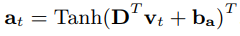 a_t = Tanh(D^T v_t + b_a)^T